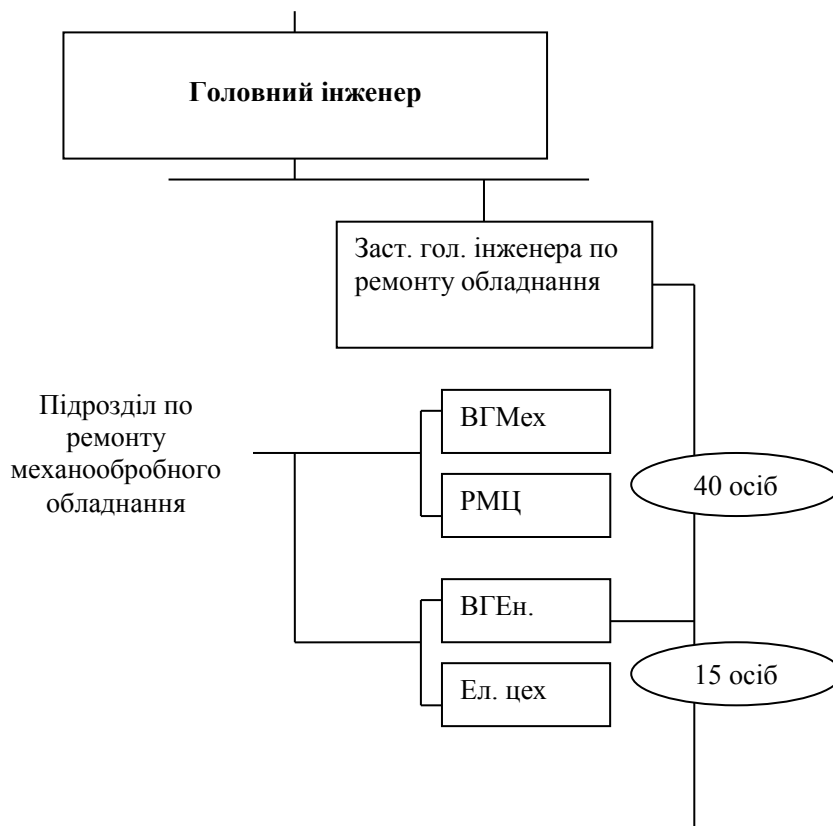 Головний інженер
Заст. гол. інженера по
ремонту обладнання
Підрозділ по
ремонту
механообробного
обладнання
ВГМех
РМЦ
40 осіб
ВГЕн.
Ел. цех
15 осіб